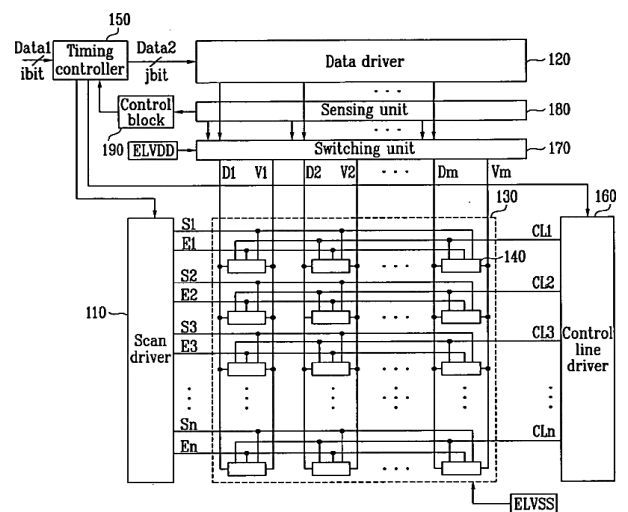 150
Data1
ibit
Timing
controller
Data2
jbit
Data driver
120
Control
block
190
Sensing unit
180
ELVDD
Switching unit
170
D1
V1
D2
V2
Dm
Vm
130
160
S1
E1
CL1
140
S2
E2
CL2
110
S3
E3
CL3
Scan
driver
Control
line
driver
Sn
En
CLn
ELVSS